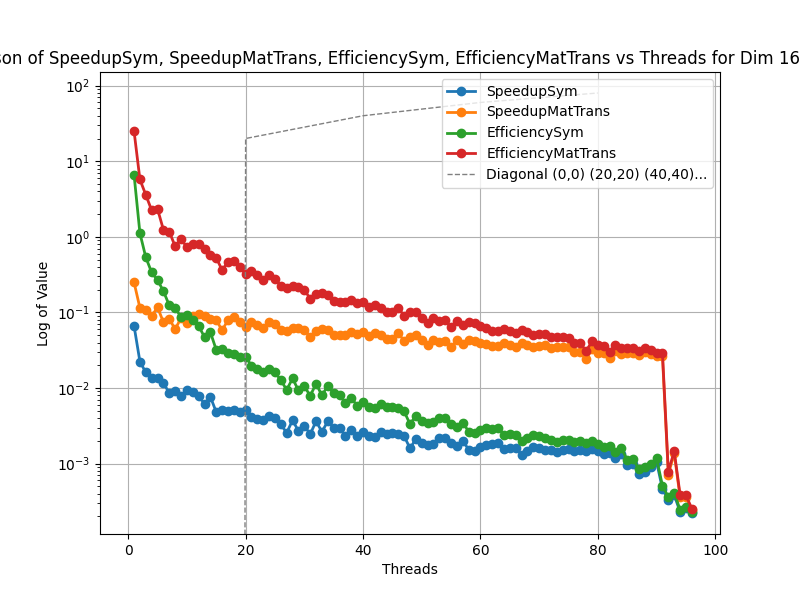 son of SpeedupSym, SpeedupMatTrans, EfficiencySym, EfficiencyMatTrans vs Threads for Dim 16
SpeedupSym
SpeedupMatTrans
EfficiencySym
EfficiencyMatTrans
Diagonal (0,0) (20,20) (40,40)...
Log of Value
10²
10¹
10⁰
10⁻¹
10⁻²
10⁻³
0 20 40 60 80 100
Threads